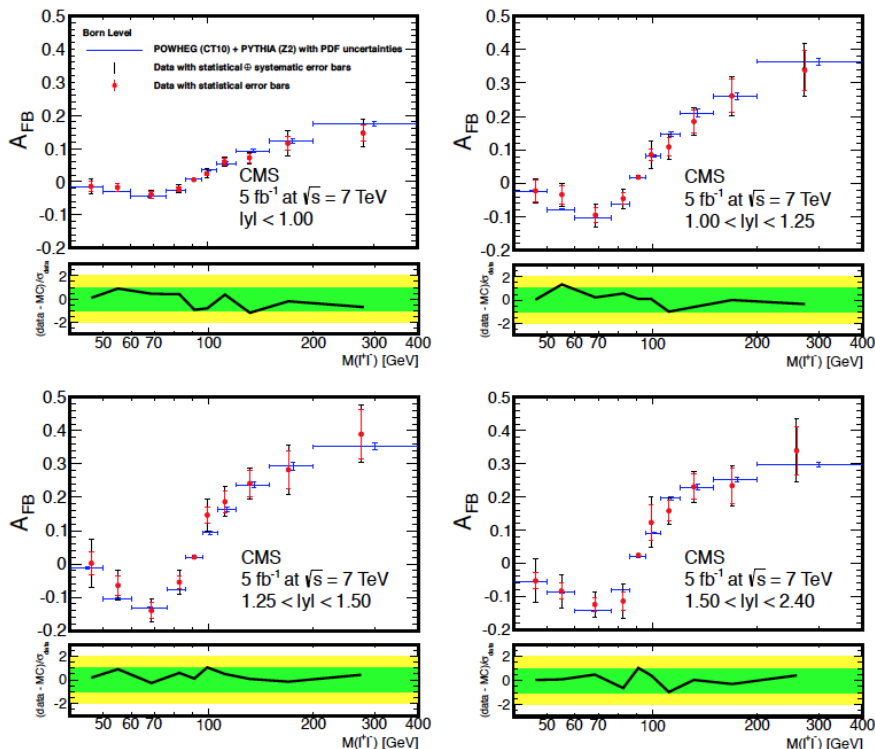 0.5
0.4
0.3
0.2
0.1
0
-0.1
-0.2
A_FB
Born Level
POWHEG (CT10) + PYTHIA (Z2) with PDF uncertainties
Data with statistical ⊕ systematic error bars
Data with statistical error bars
CMS
5 fb⁻¹ at √s = 7 TeV
|y| < 1.00
(data - MC)/σ_data
2
0
-2
50 60 70 100 200 300 400
M(l⁺l⁻) [GeV]
0.5
0.4
0.3
0.2
0.1
0
-0.1
-0.2
A_FB
CMS
5 fb⁻¹ at √s = 7 TeV
1.00 < |y| < 1.25
(data - MC)/σ_data
2
0
-2
50 60 70 100 200 300 400
M(l⁺l⁻) [GeV]
0.5
0.4
0.3
0.2
0.1
0
-0.1
-0.2
A_FB
CMS
5 fb⁻¹ at √s = 7 TeV
1.25 < |y| < 1.50
(data - MC)/σ_data
2
0
-2
50 60 70 100 200 300 400
M(l⁺l⁻) [GeV]
0.5
0.4
0.3
0.2
0.1
0
-0.1
-0.2
A_FB
CMS
5 fb⁻¹ at √s = 7 TeV
1.50 < |y| < 2.40
(data - MC)/σ_data
2
0
-2
50 60 70 100 200 300 400
M(l⁺l⁻) [GeV]